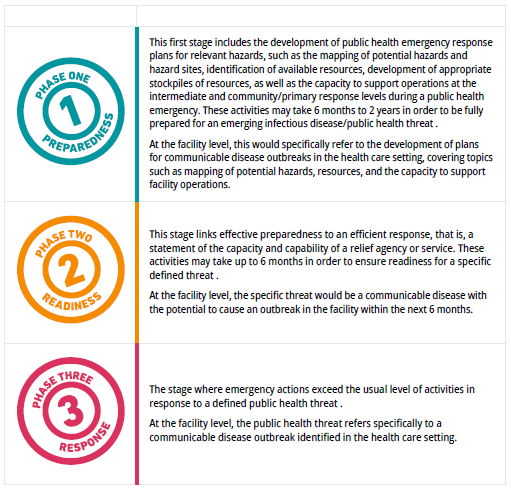 PHASE ONE
1
PREPAREDNESS
This first stage includes the development of public health emergency response
plans for relevant hazards, such as the mapping of potential hazards and
hazard sites, identification of available resources, development of appropriate
stockpiles of resources, as well as the capacity to support operations at the
intermediate and community/primary response levels during a public health
emergency. These activities may take 6 months to 2 years in order to be fully
prepared for an emerging infectious disease/public health threat .
At the facility level, this would specifically refer to the development of plans
for communicable disease outbreaks in the health care setting, covering topics
such as mapping of potential hazards, resources, and the capacity to support
facility operations.
PHASE TWO
2
READINESS
This stage links effective preparedness to an efficient response, that is, a
statement of the capacity and capability of a relief agency or service. These
activities may take up to 6 months in order to ensure readiness for a specific
defined threat .
At the facility level, the specific threat would be a communicable disease with
the potential to cause an outbreak in the facility within the next 6 months.
PHASE THREE
3
RESPONSE
The stage where emergency actions exceed the usual level of activities in
response to a defined public health threat .
At the facility level, the public health threat refers specifically to a
communicable disease outbreak identified in the health care setting.